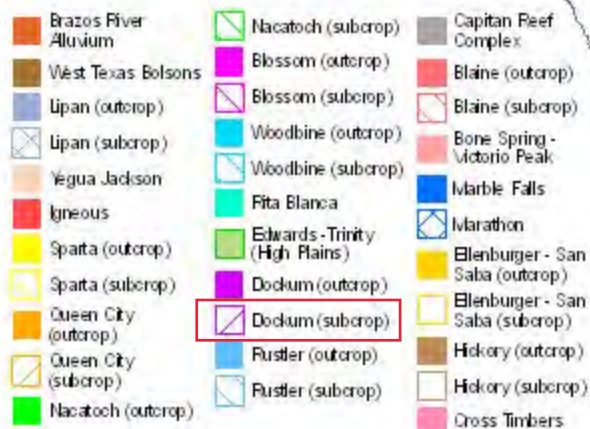 Brazos River
Alluvium
West Texas Bolsons
Lipan (outcrop)
Lipan (subcrop)
Yegua Jackson
Igneous
Sparta (outcrop)
Sparta (subcrop)
Queen City
(outcrop)
Queen City
(subcrop)
Nacatoch (outcrop)
Nacatoch (subcrop)
Blossom (outcrop)
Blossom (subcrop)
Woodbine (outcrop)
Woodbine (subcrop)
Rita Blanca
Edwards - Trinity
(High Plains)
Dockum (outcrop)
Dockum (subcrop)
Rustler (outcrop)
Rustler (subcrop)
Capitan Reef
Complex
Blaine (outcrop)
Blaine (subcrop)
Bone Spring -
Victorio Peak
Marble Falls
Marathon
Ellenburger - San
Saba (outcrop)
Ellenburger - San
Saba (subcrop)
Hickory (outcrop)
Hickory (subcrop)
Cross Timbers